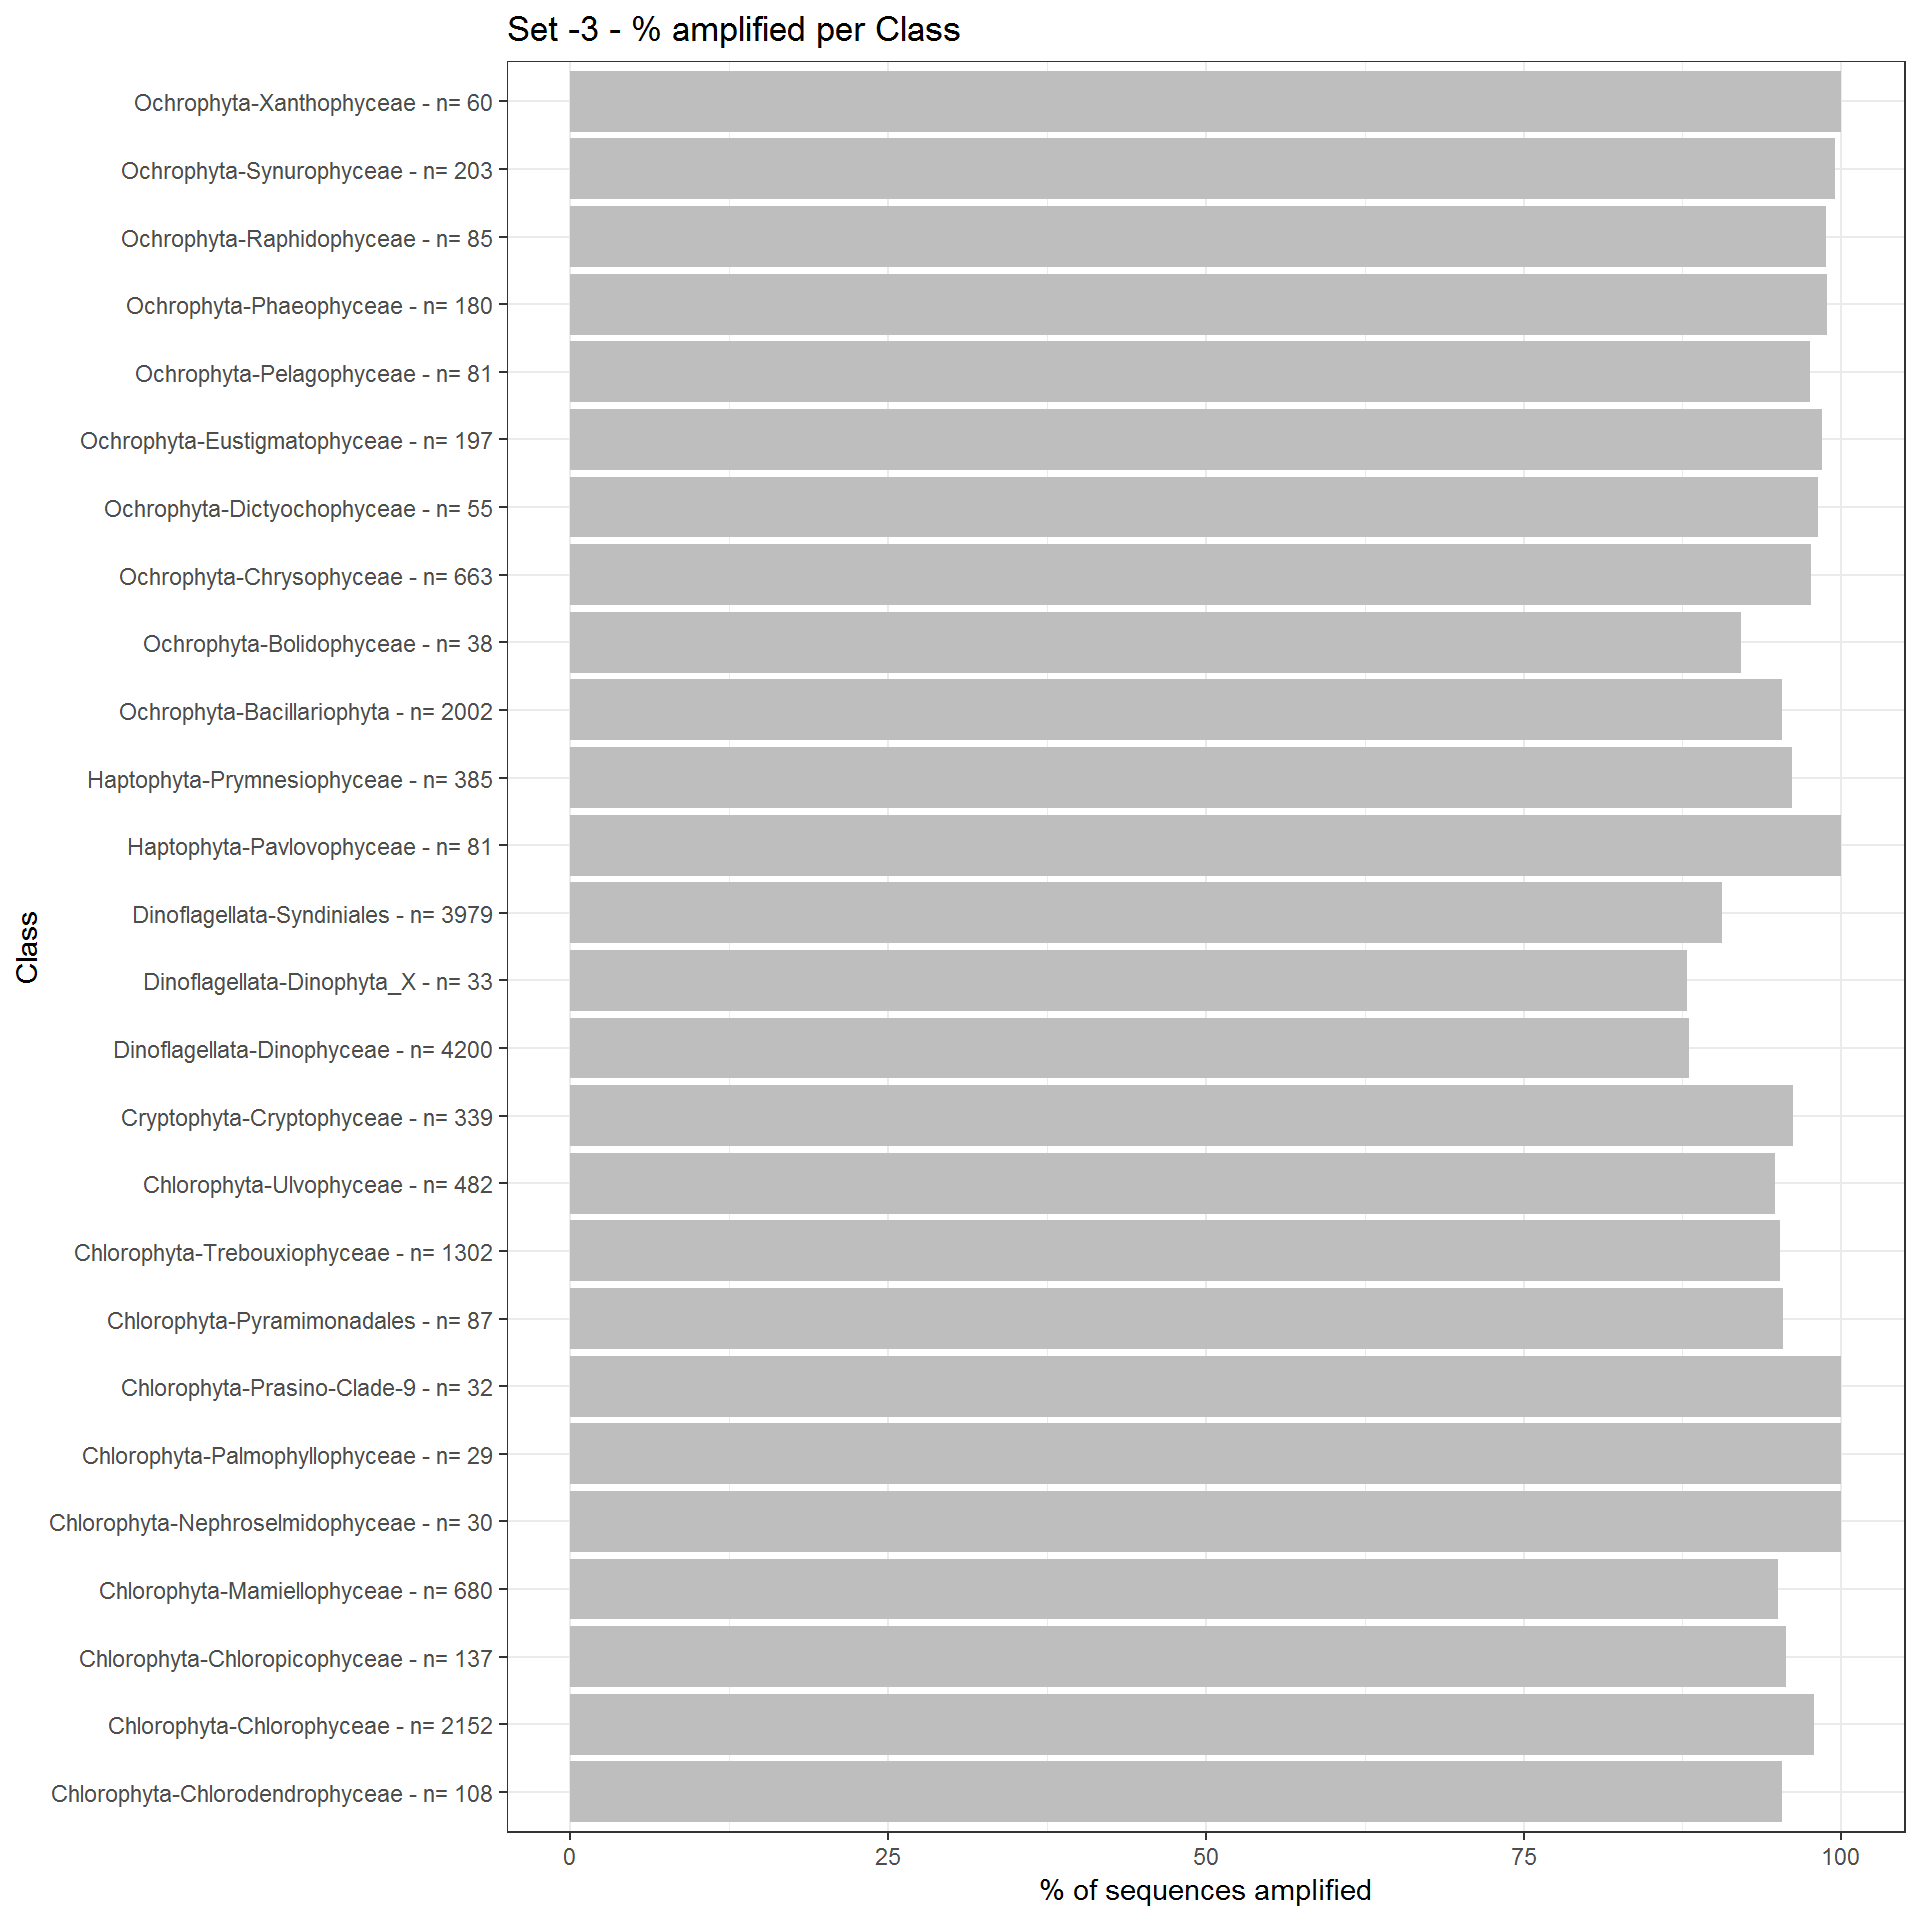 Set -3 - % amplified per Class
Class
Ochrophyta-Xanthophyceae - n= 60
Ochrophyta-Synurophyceae - n= 203
Ochrophyta-Raphidophyceae - n= 85
Ochrophyta-Phaeophyceae - n= 180
Ochrophyta-Pelagophyceae - n= 81
Ochrophyta-Eustigmatophyceae - n= 197
Ochrophyta-Dictyochophyceae - n= 55
Ochrophyta-Chrysophyceae - n= 663
Ochrophyta-Bolidophyceae - n= 38
Ochrophyta-Bacillariophyta - n= 2002
Haptophyta-Prymnesiophyceae - n= 385
Haptophyta-Pavlovophyceae - n= 81
Dinoflagellata-Syndiniales - n= 3979
Dinoflagellata-Dinophyta_X - n= 33
Dinoflagellata-Dinophyceae - n= 4200
Cryptophyta-Cryptophyceae - n= 339
Chlorophyta-Ulvophyceae - n= 482
Chlorophyta-Trebouxiophyceae - n= 1302
Chlorophyta-Pyramimonadales - n= 87
Chlorophyta-Prasino-Clade-9 - n= 32
Chlorophyta-Palmophyllophyceae - n= 29
Chlorophyta-Nephroselmidophyceae - n= 30
Chlorophyta-Mamiellophyceae - n= 680
Chlorophyta-Chloropicophyceae - n= 137
Chlorophyta-Chlorophyceae - n= 2152
Chlorophyta-Chlorodendrophyceae - n= 108
0 25 50 75 100
% of sequences amplified